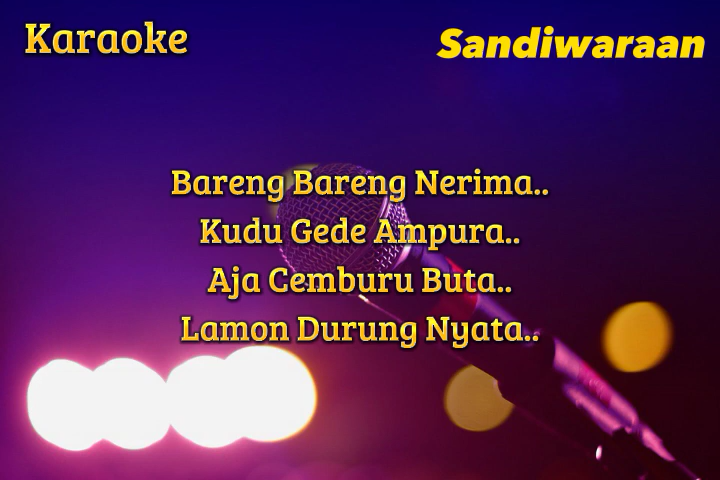 Karaoke
Sandiwaraan
Bareng Bareng Nerima..
Kudu Gede Ampura..
Aja Cemburu Buta..
Lamon Durung Nyata..